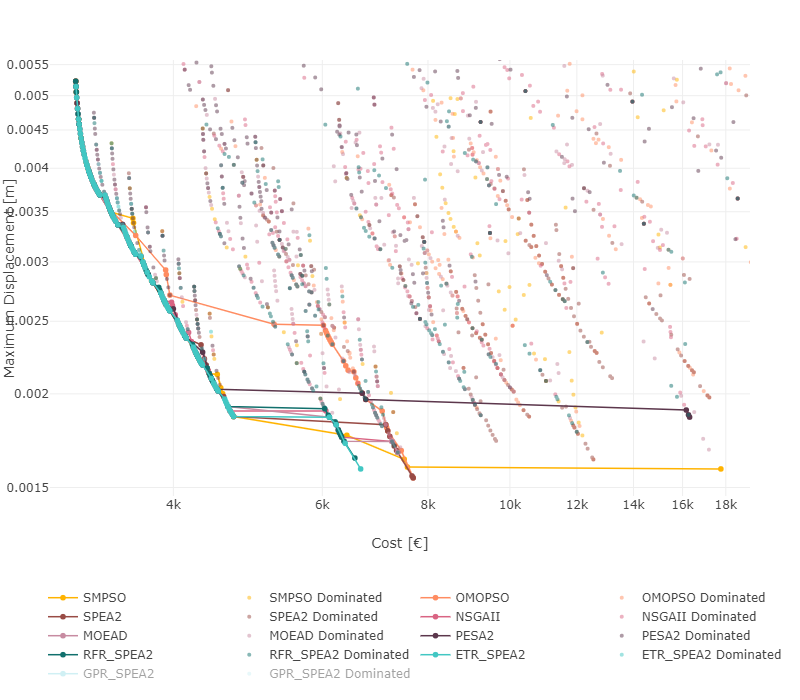 0.0055
0.005
0.0045
0.004
0.0035
0.003
0.0025
0.002
0.0015
Maximum Displacement [m]
4k 6k 8k 10k 12k 14k 16k 18k
Cost [€]
SMPSO SMPSO Dominated OMOPSO OMOPSO Dominated
SPEA2 SPEA2 Dominated NSGAII NSGAII Dominated
MOEAD MOEAD Dominated PESA2 PESA2 Dominated
RFR_SPEA2 RFR_SPEA2 Dominated ETR_SPEA2 ETR_SPEA2 Dominated
GPR_SPEA2 GPR_SPEA2 Dominated